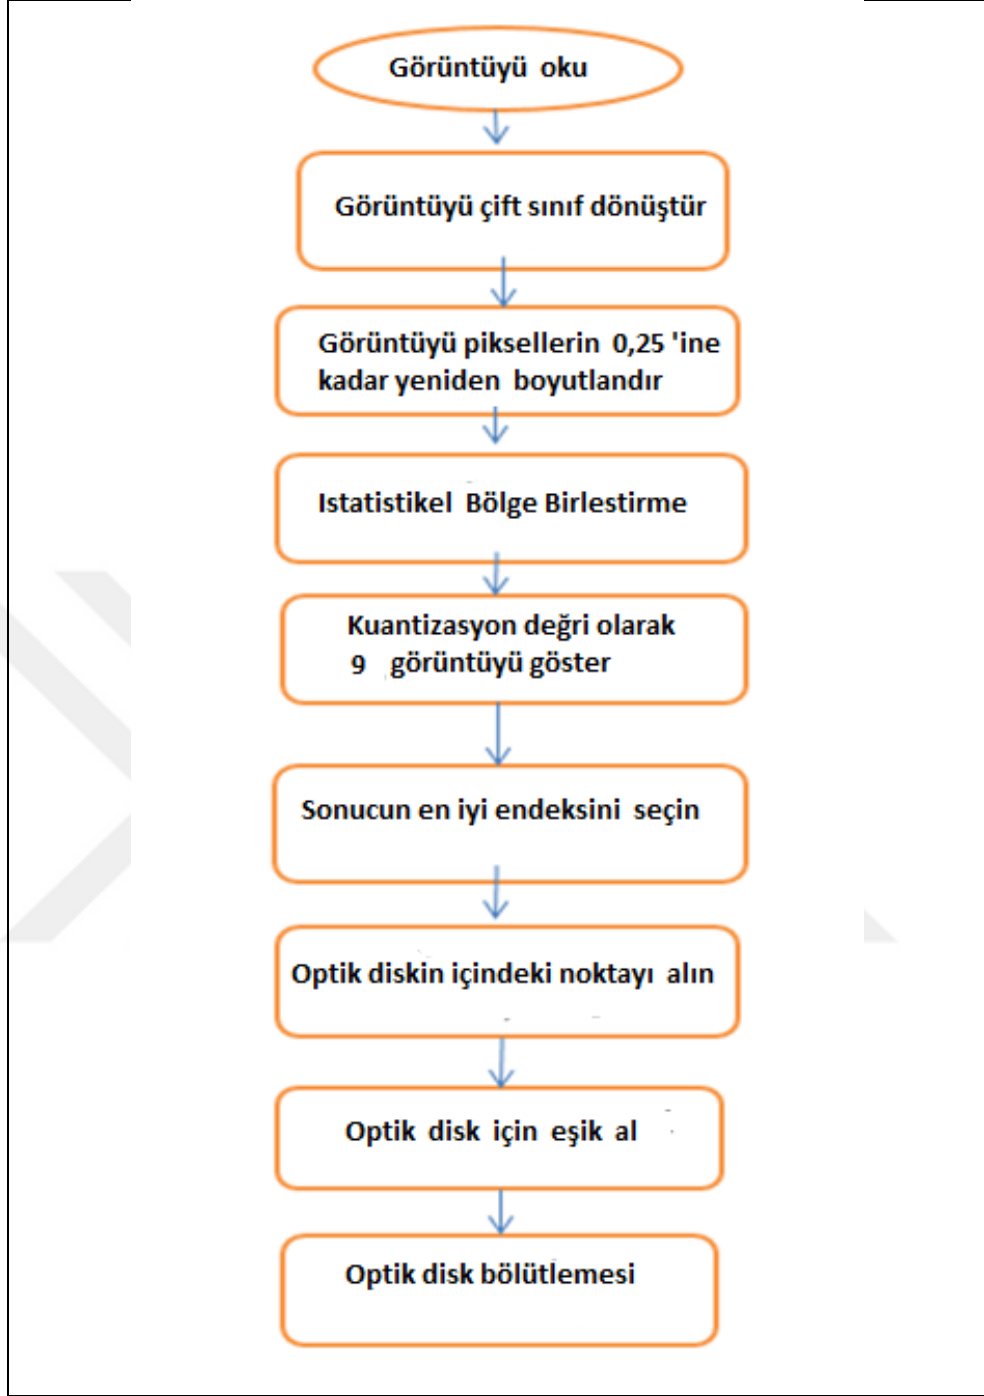 Görüntüyü oku
Görüntüyü çift sınıf dönüştür
Görüntüyü piksellerin 0,25 'ine
kadar yeniden boyutlandır
Istatistikel Bölge Birlestirme
Kuantizasyon değri olarak
9 görüntüyü göster
Sonucun en iyi endeksini seçin
Optik diskin içindeki noktayı alın
Optik disk için eşik al
Optik disk bölütlemesi